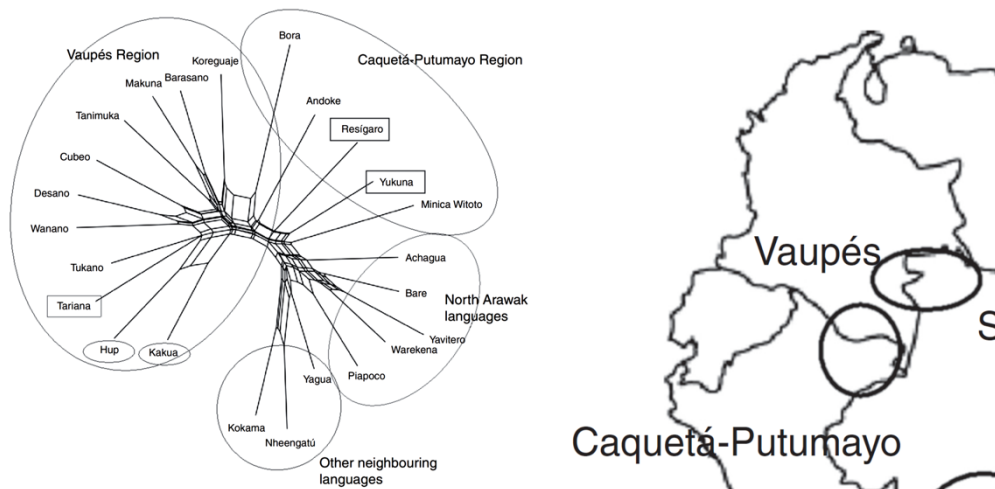 Vaupés Region
Koreguaje
Bora
Caquetá-Putumayo Region
Makuna
Barasano
Andoke
Tanimuka
Resígaro
Cubeo
Yukuna
Desano
Minica Witoto
Wanano
Achagua
Tukano
Bare
North Arawak
languages
Tariana
Yavitero
Hup
Kakua
Warekena
Yagua
Piapoco
Kokama
Nheengatú
Other neighbouring
languages
Vaupés
S
Caquetá-Putumayo